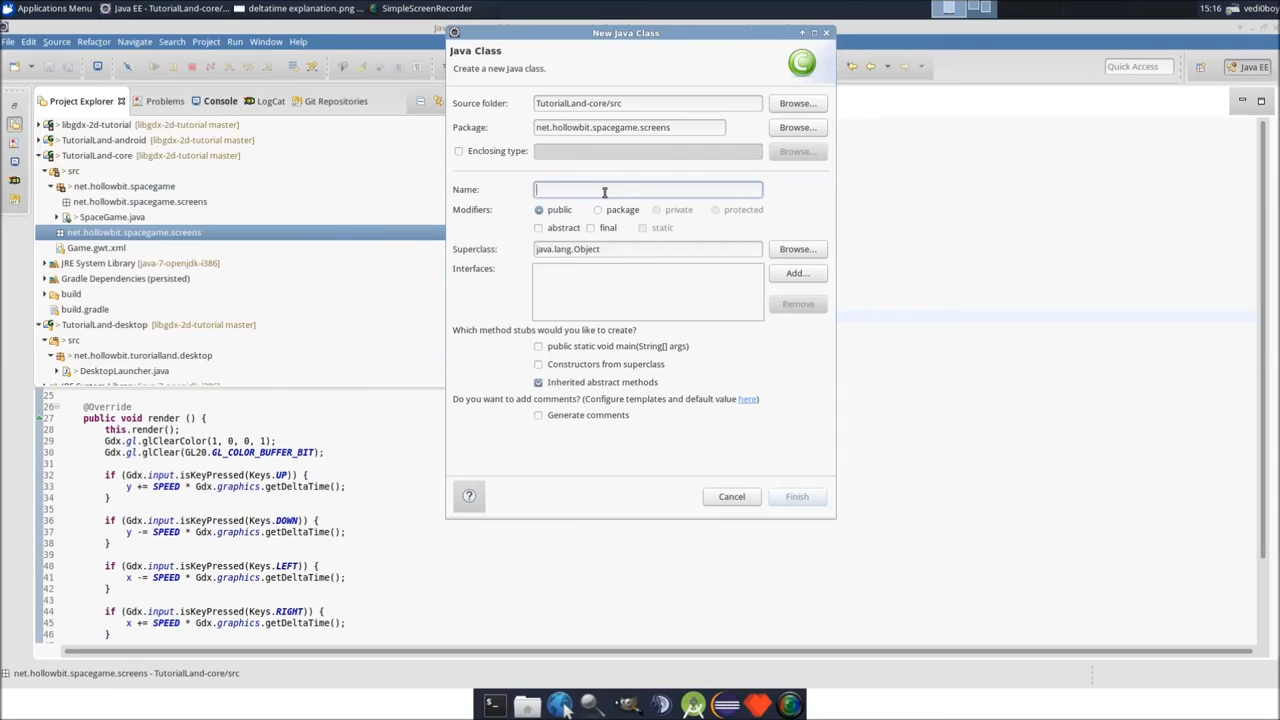 Applications Menu
Java EE - TutorialLand-core/...
deltatime explanation.png ...
SimpleScreenRecorder
15:16
vedi0boy
New Java Class
File Edit Source Refactor Navigate Search Project Run Window Help
Java Class
Create a new Java class.
Quick Access
Java EE
Project Explorer
Problems
Console
LogCat
Git Repositories
Source folder: TutorialLand-core/src Browse...
Package: net.hollowbit.spacegame.screens Browse...
Enclosing type: Browse...
Name:
Modifiers: public package private protected
abstract final static
Superclass: java.lang.Object Browse...
Interfaces: Add...
Remove
Which method stubs would you like to create?
public static void main(String[] args)
Constructors from superclass
Inherited abstract methods
Do you want to add comments? (Configure templates and default value here)
Generate comments
Cancel Finish
libgdx-2d-tutorial [libgdx-2d-tutorial master]
> TutorialLand-android [libgdx-2d-tutorial master]
> TutorialLand-core [libgdx-2d-tutorial master]
> src
> net.hollowbit.spacegame
net.hollowbit.spacegame.screens
> SpaceGame.java
net.hollowbit.spacegame.screens
Game.gwt.xml
JRE System Library [java-7-openjdk-i386]
Gradle Dependencies (persisted)
build
build.gradle
> TutorialLand-desktop [libgdx-2d-tutorial master]
> src
> net.hollowbit.turorialland.desktop
> DesktopLauncher.java
25
26 @Override
27 public void render () {
28 this.render();
29 Gdx.gl.glClearColor(1, 0, 0, 1);
30 Gdx.gl.glClear(GL20.GL_COLOR_BUFFER_BIT);
31
32 if (Gdx.input.isKeyPressed(Keys.UP)) {
33 y += SPEED * Gdx.graphics.getDeltaTime();
34 }
35
36 if (Gdx.input.isKeyPressed(Keys.DOWN)) {
37 y -= SPEED * Gdx.graphics.getDeltaTime();
38 }
39
40 if (Gdx.input.isKeyPressed(Keys.LEFT)) {
41 x -= SPEED * Gdx.graphics.getDeltaTime();
42 }
43
44 if (Gdx.input.isKeyPressed(Keys.RIGHT)) {
45 x += SPEED * Gdx.graphics.getDeltaTime();
46 }
net.hollowbit.spacegame.screens - TutorialLand-core/src